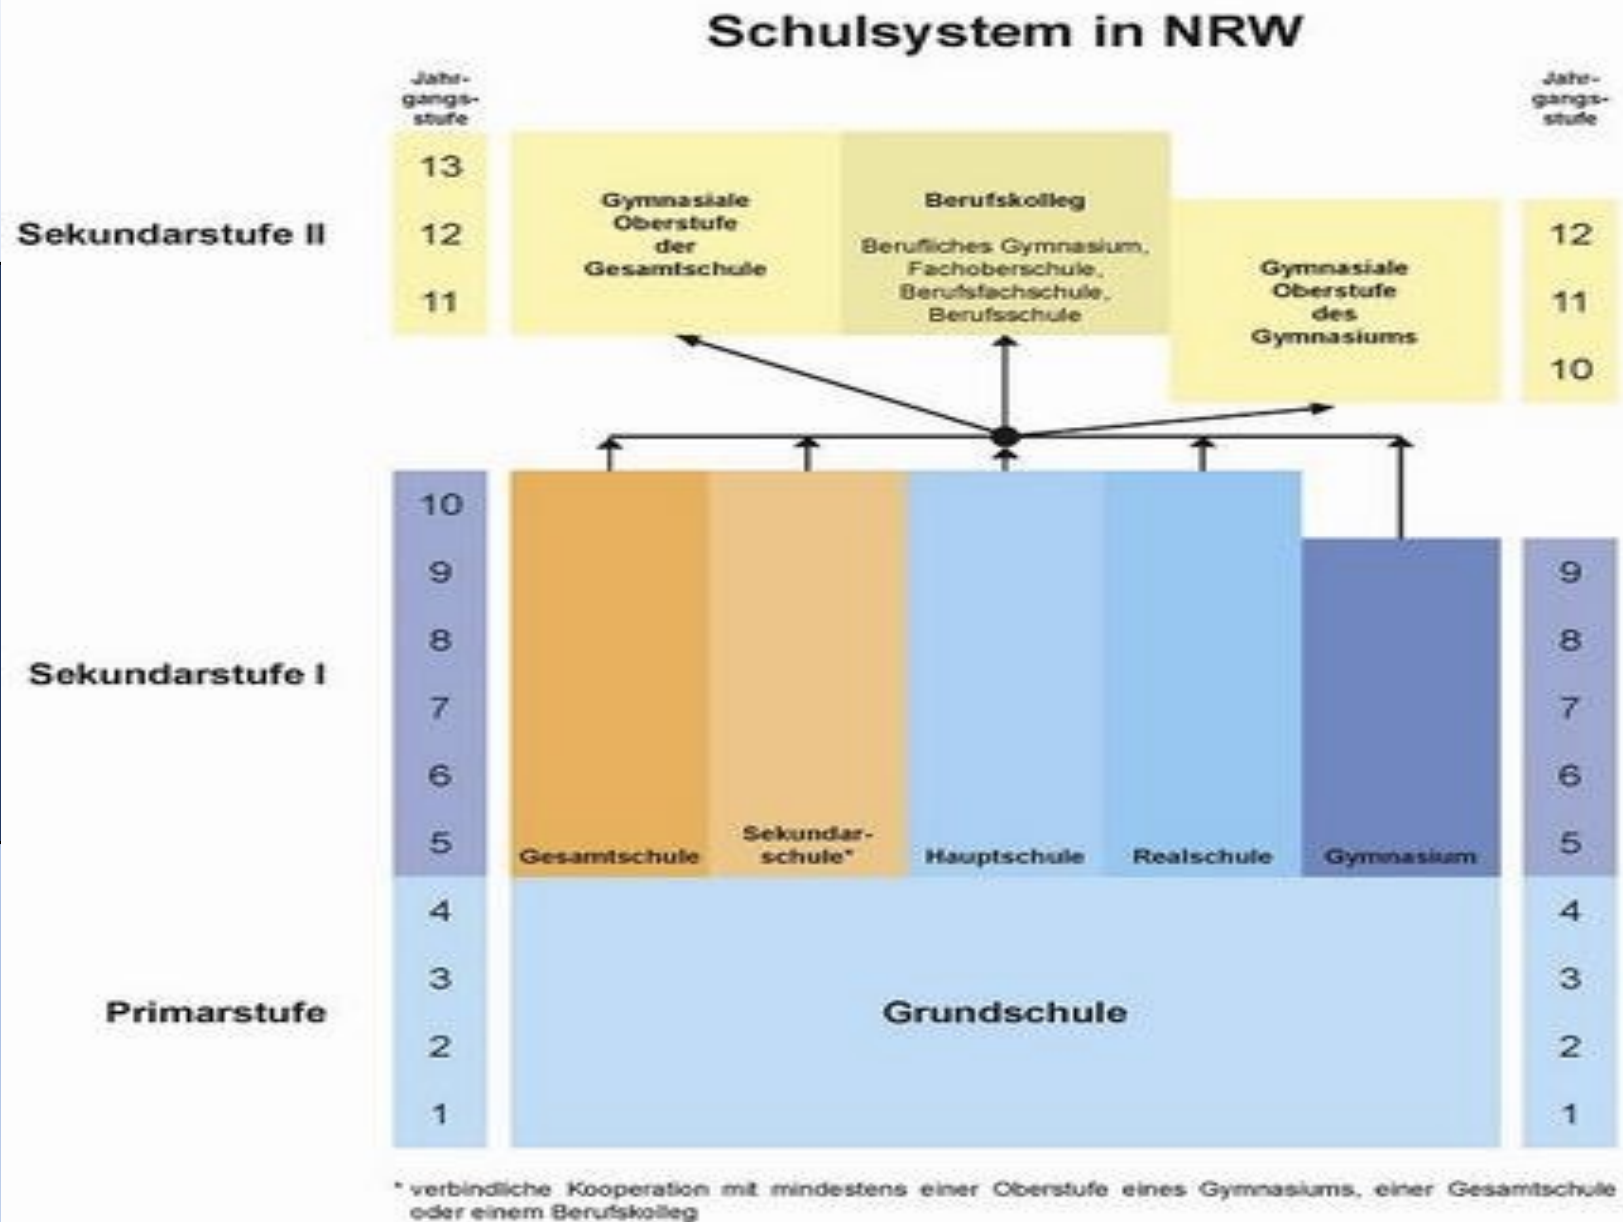 Schulsystem in NRW
Jahr-
gangs-
stufe
Jahr-
gangs-
stufe
Sekundarstufe II
13
12
11
Gymnasiale
Oberstufe
der
Gesamtschule
Berufskolleg
Berufliches Gymnasium,
Fachoberschule,
Berufsfachschule,
Berufsschule
Gymnasiale
Oberstufe
des
Gymnasiums
12
11
10
Sekundarstufe I
10
9
8
7
6
5
Gesamtschule
Sekundar-
schule*
Hauptschule
Realschule
Gymnasium
9
8
7
6
5
Primarstufe
4
3
2
1
Grundschule
4
3
2
1
* verbindliche Kooperation mit mindestens einer Oberstufe eines Gymnasiums, einer Gesamtschule
oder einem Berufskolleg